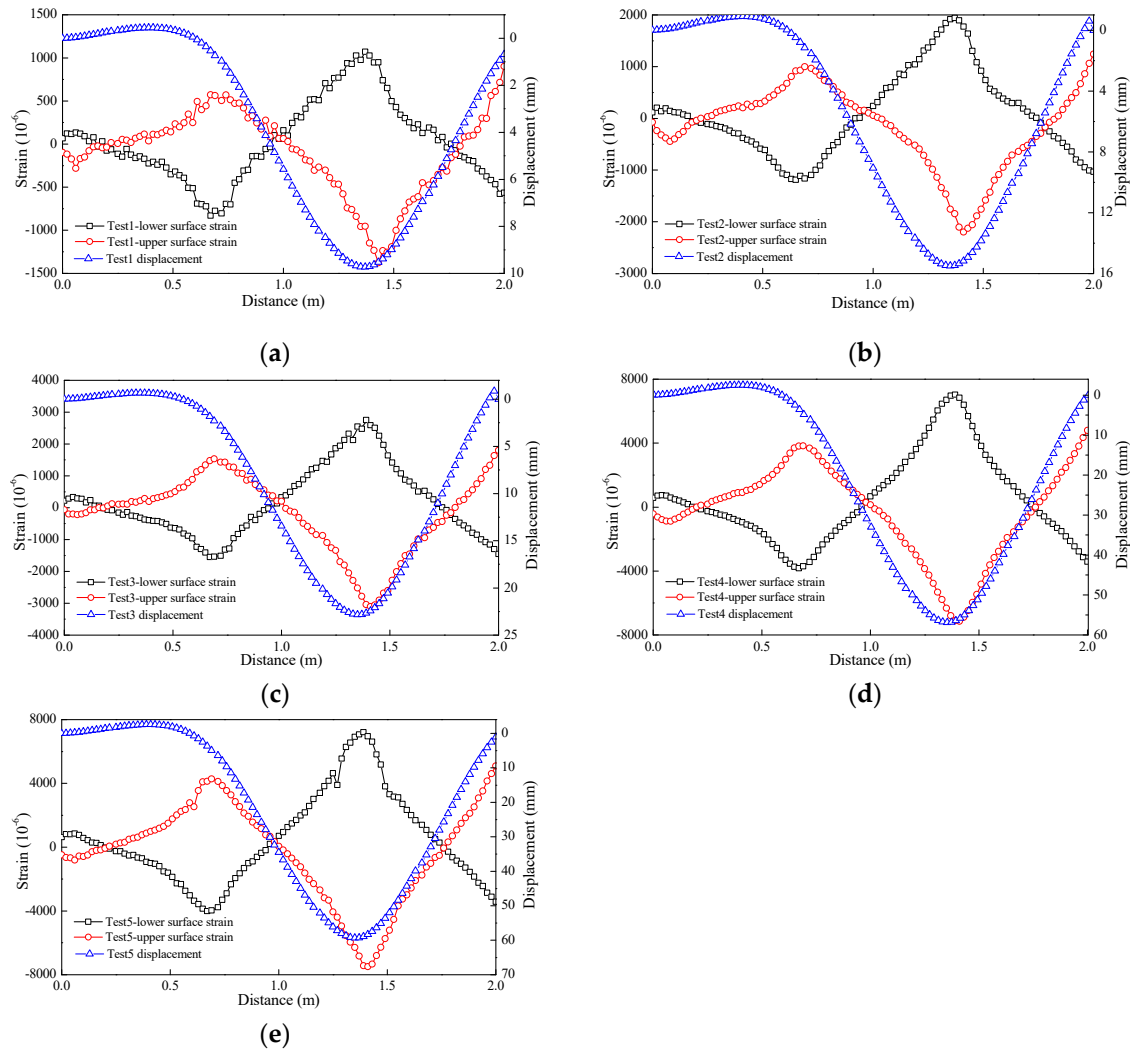 1500
1000
500
0
-500
-1000
-1500
Strain (10⁻⁶)
0
2
4
6
8
10
Displacement (mm)
Test1-lower surface strain
Test1-upper surface strain
Test1 displacement
0.0 0.5 1.0 1.5 2.0
Distance (m)
(a)
2000
1000
0
-1000
-2000
-3000
Strain (10⁻⁶)
0
4
8
12
16
Displacement (mm)
Test2-lower surface strain
Test2-upper surface strain
Test2 displacement
0.0 0.5 1.0 1.5 2.0
Distance (m)
(b)
4000
3000
2000
1000
0
-1000
-2000
-3000
-4000
Strain (10⁻⁶)
0
5
10
15
20
25
Displacement (mm)
Test3-lower surface strain
Test3-upper surface strain
Test3 displacement
0.0 0.5 1.0 1.5 2.0
Distance (m)
(c)
8000
4000
0
-4000
-8000
Strain (10⁻⁶)
0
10
20
30
40
50
60
Displacement (mm)
Test4-lower surface strain
Test4-upper surface strain
Test4 displacement
0.0 0.5 1.0 1.5 2.0
Distance (m)
(d)
8000
4000
0
-4000
-8000
Strain (10⁻⁶)
0
10
20
30
40
50
60
70
Displacement (mm)
Test5-lower surface strain
Test5-upper surface strain
Test5 displacement
0.0 0.5 1.0 1.5 2.0
Distance (m)
(e)